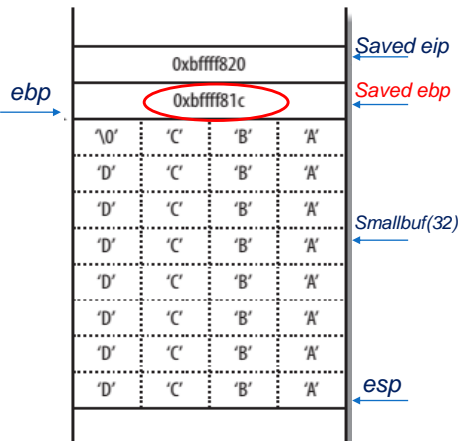 Saved eip
0xbffff820
ebp
0xbffff81c
Saved ebp
‘\0’ ‘C’ ‘B’ ‘A’
‘D’ ‘C’ ‘B’ ‘A’
‘D’ ‘C’ ‘B’ ‘A’
‘D’ ‘C’ ‘B’ ‘A’
Smallbuf(32)
‘D’ ‘C’ ‘B’ ‘A’
‘D’ ‘C’ ‘B’ ‘A’
‘D’ ‘C’ ‘B’ ‘A’
‘D’ ‘C’ ‘B’ ‘A’
esp